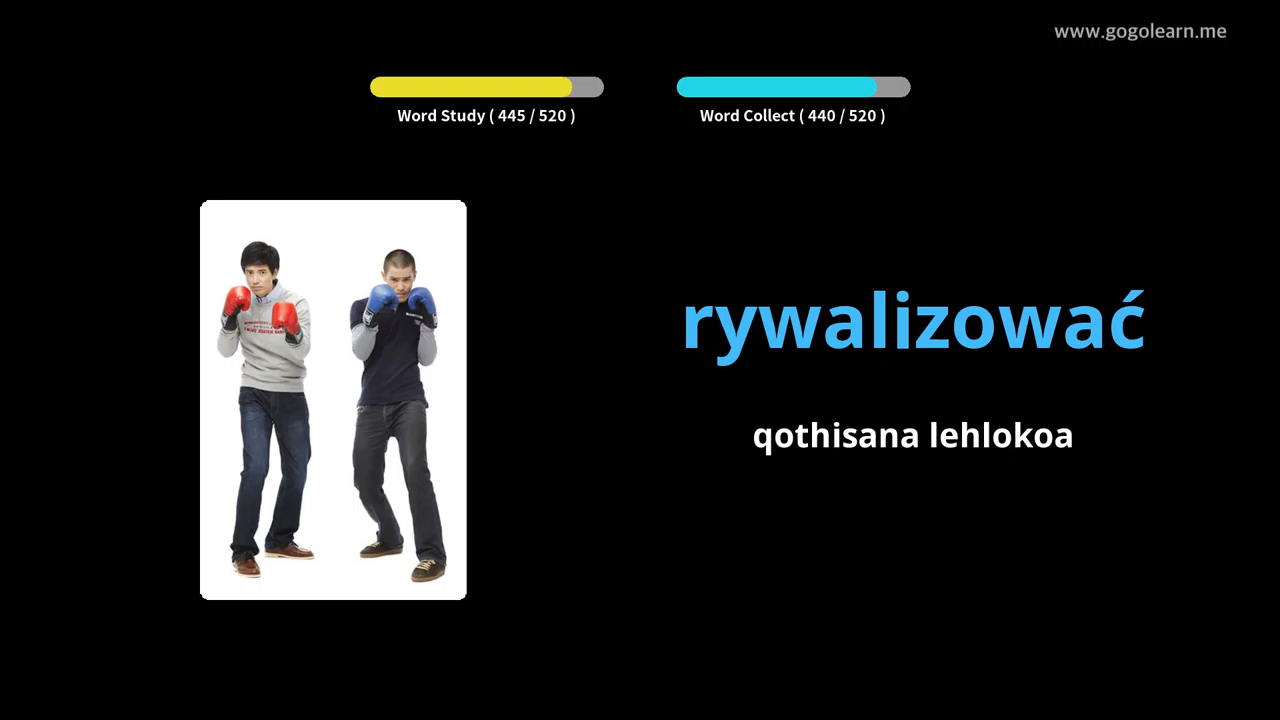 www.gogolearn.me
Word Study ( 445 / 520 )
Word Collect ( 440 / 520 )
rywalizować
qothisana lehlokoa